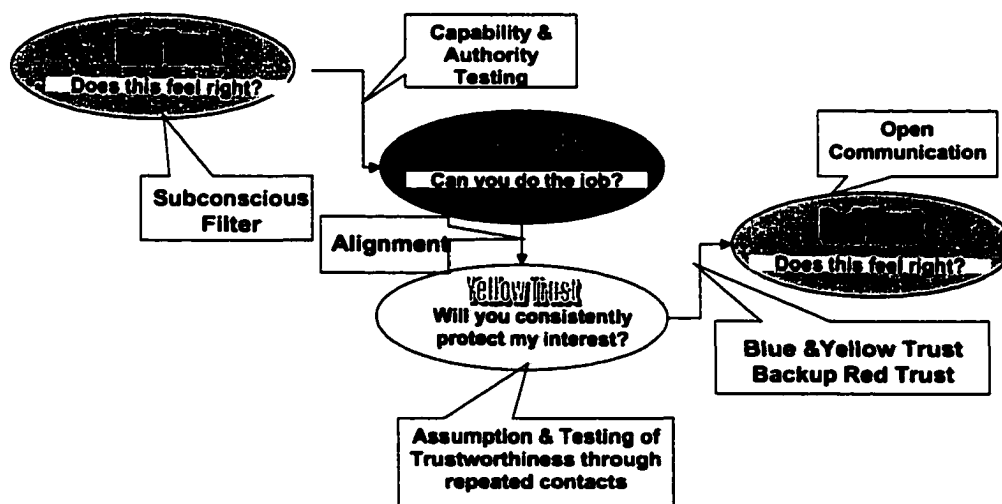 Does this feel right?
Capability &
Authority
Testing
Subconscious
Filter
Can you do the job?
Alignment
Yellow Trust
Will you consistently
protect my interest?
Open
Communication
Does this feel right?
Blue &Yellow Trust
Backup Red Trust
Assumption & Testing of
Trustworthiness through
repeated contacts